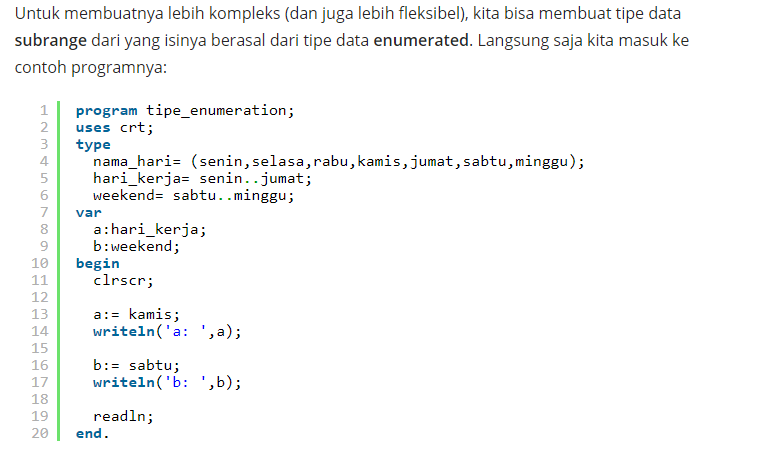 Untuk membuatnya lebih kompleks (dan juga lebih fleksibel), kita bisa membuat tipe data
subrange dari yang isinya berasal dari tipe data enumerated. Langsung saja kita masuk ke
contoh programnya:
1 program tipe_enumeration;
2 uses crt;
3 type
4   nama_hari= (senin,selasa,rabu,kamis,jumat,sabtu,minggu);
5   hari_kerja= senin..jumat;
6   weekend= sabtu..minggu;
7 var
8   a:hari_kerja;
9   b:weekend;
10 begin
11   clrscr;
12
13   a:= kamis;
14   writeln('a: ',a);
15
16   b:= sabtu;
17   writeln('b: ',b);
18
19   readln;
20 end.